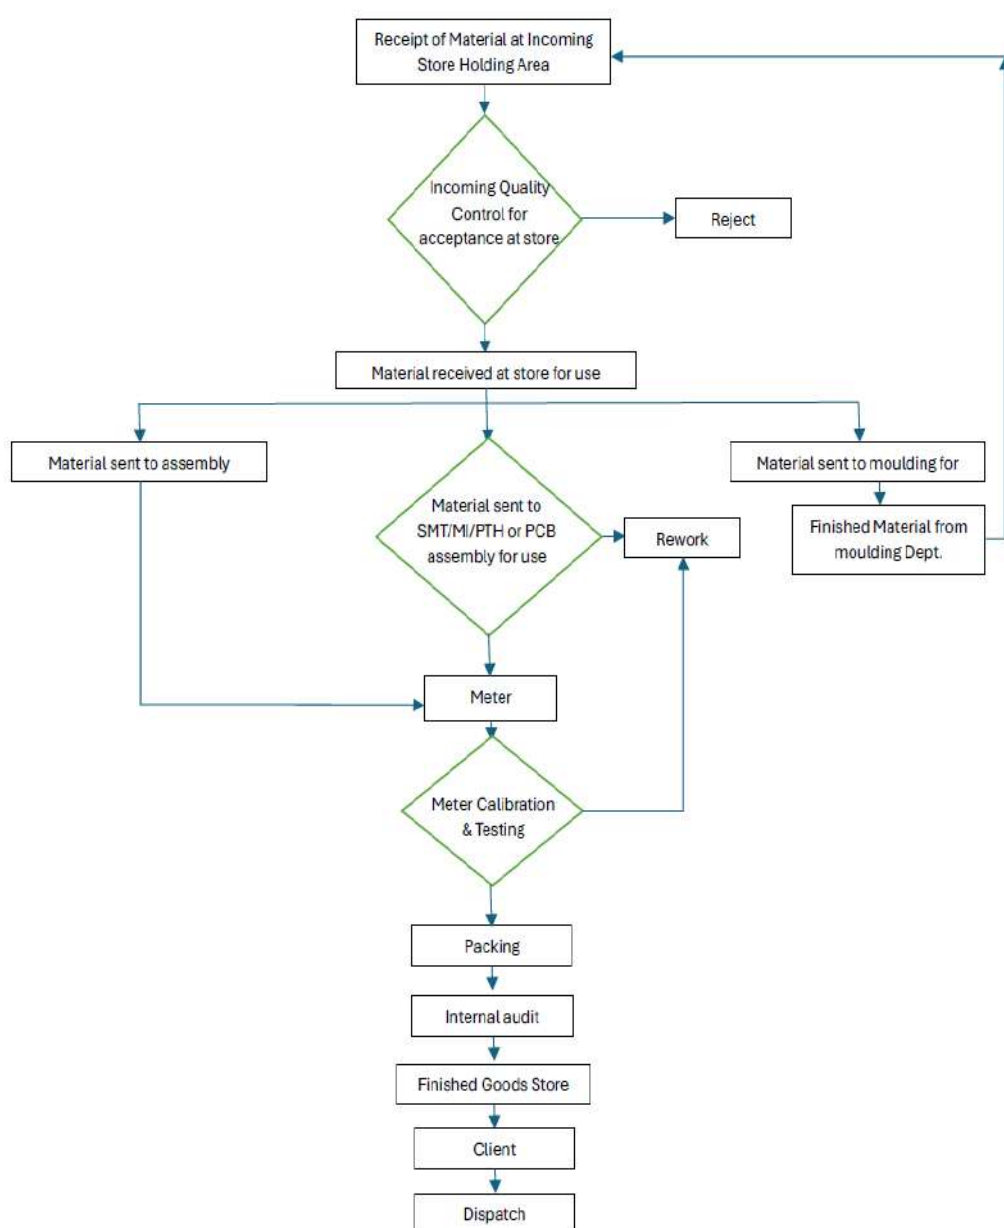 Receipt of Material at Incoming
Store Holding Area
Incoming Quality
Control for
acceptance at store
Reject
Material received at store for use
Material sent to assembly
Material sent to
SMT/MI/PTH or PCB
assembly for use
Rework
Material sent to moulding for
Finished Material from
moulding Dept.
Meter
Meter Calibration
& Testing
Packing
Internal audit
Finished Goods Store
Client
Dispatch